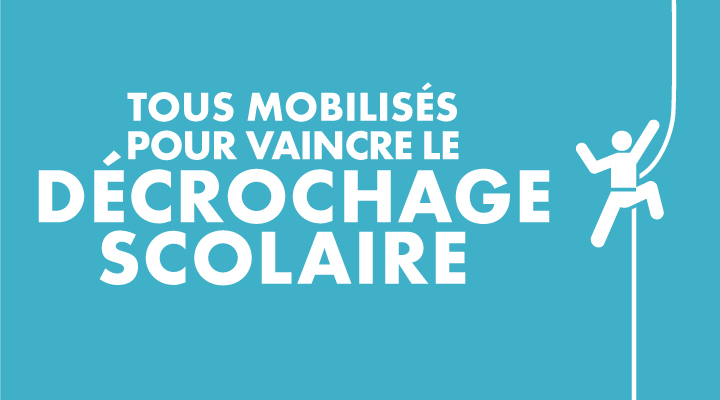 TOUS MOBILISÉS
POUR VAINCRE LE
DÉCROCHAGE
SCOLAIRE